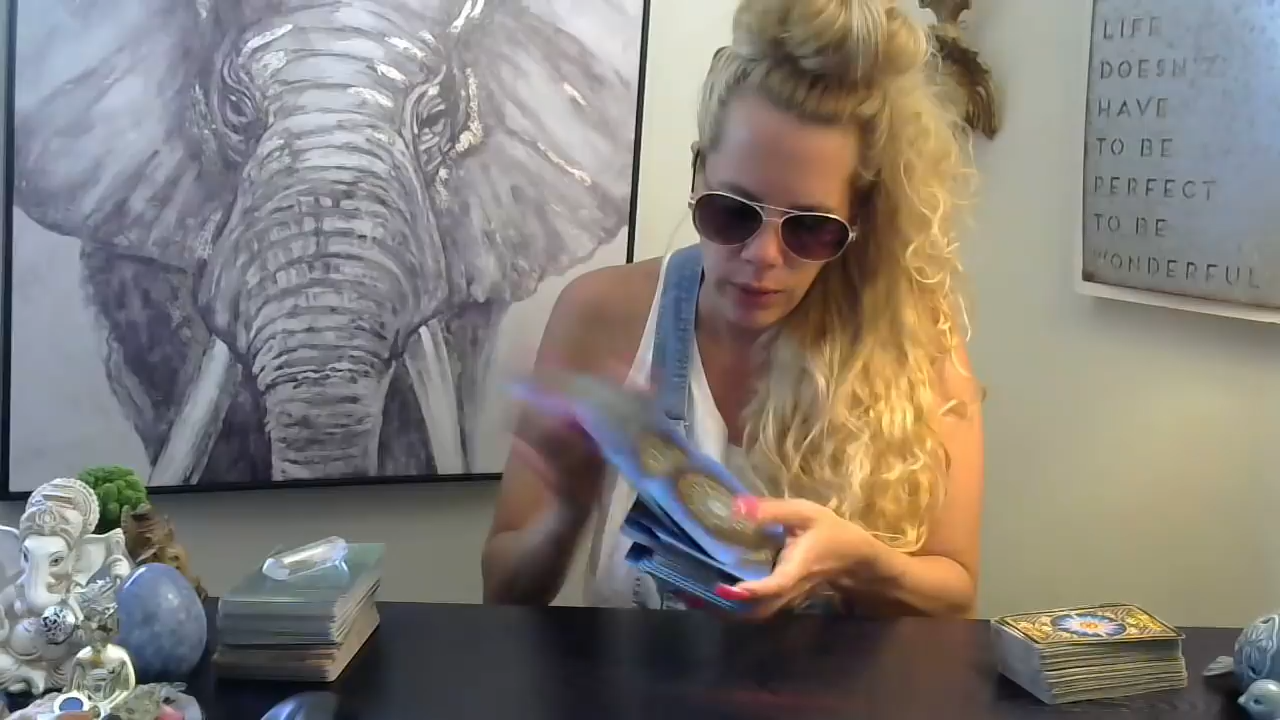 LIFE
DOESN'T
HAVE
TO BE
PERFECT
TO BE
WONDERFUL